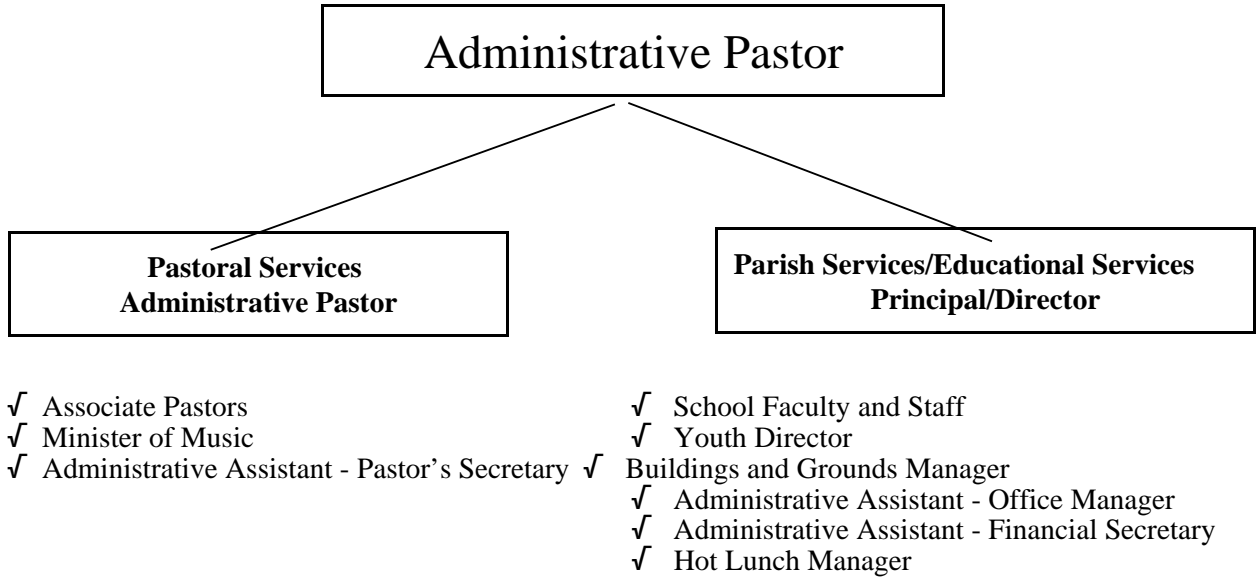 Administrative Pastor
Pastoral Services
Administrative Pastor
Parish Services/Educational Services
Principal/Director
√ Associate Pastors
√ Minister of Music
√ Administrative Assistant - Pastor’s Secretary
√ School Faculty and Staff
√ Youth Director
√ Buildings and Grounds Manager
√ Administrative Assistant - Office Manager
√ Administrative Assistant - Financial Secretary
√ Hot Lunch Manager